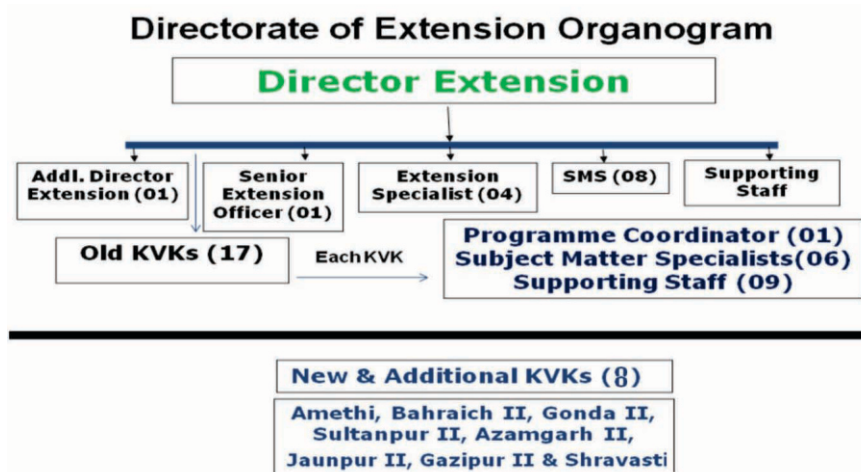 Directorate of Extension Organogram
Director Extension
Addl. Director
Extension (01)
Senior
Extension
Officer (01)
Extension
Specialist (04)
SMS (08)
Supporting
Staff
Old KVKs (17)
Each KVK
Programme Coordinator (01)
Subject Matter Specialists(06)
Supporting Staff (09)
New & Additional KVKs (8)
Amethi, Bahraich II, Gonda II,
Sultanpur II, Azamgarh II,
Jaunpur II, Gazipur II & Shravasti